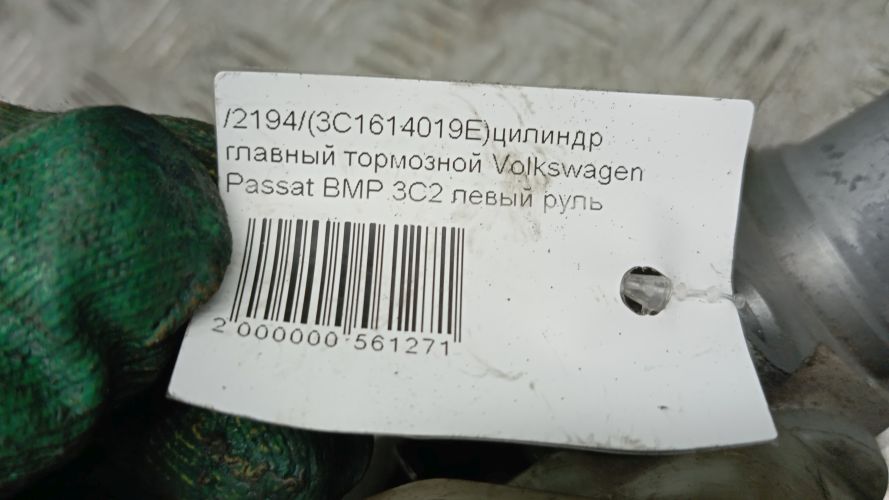 /2194/(3C1614019E)цилиндр
главный тормозной Volkswagen
Passat BMP 3C2 левый руль
2 000000 561271